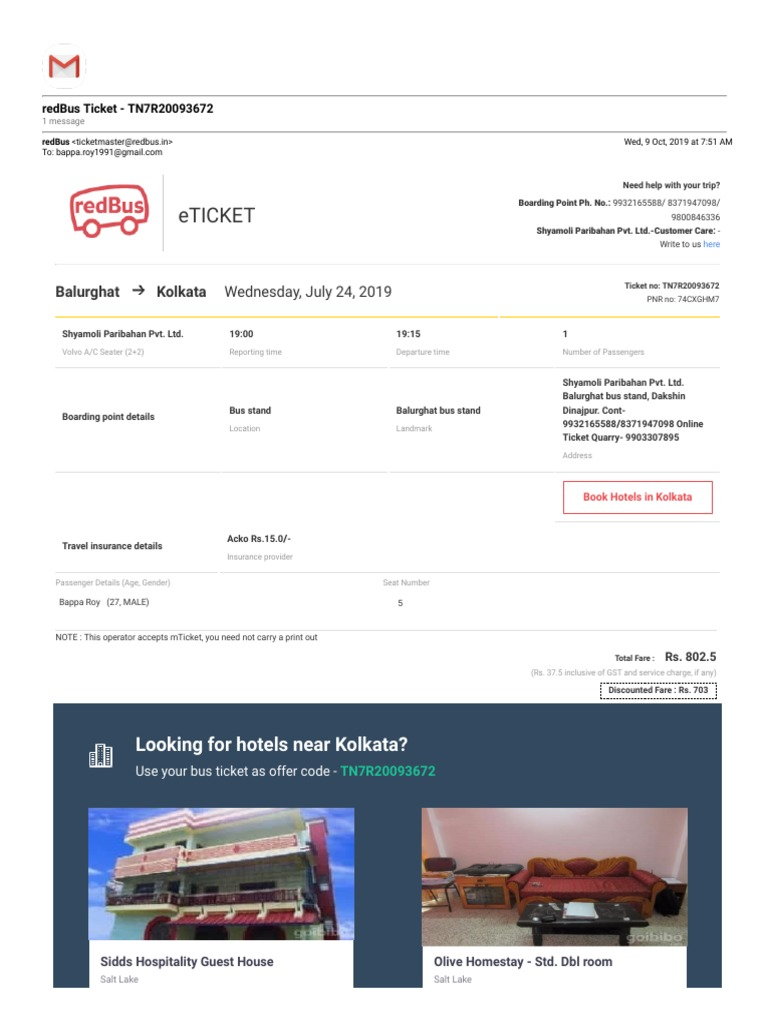 redBus Ticket - TN7R20093672
1 message
redBus <ticketmaster@redbus.in>
Wed, 9 Oct, 2019 at 7:51 AM
To: bappa.roy1991@gmail.com
redBus
eTICKET
Need help with your trip?
Boarding Point Ph. No.: 9932165588/ 8371947098/
9800846336
Shyamoli Paribahan Pvt. Ltd.-Customer Care: -
Write to us here
Balurghat → Kolkata Wednesday, July 24, 2019
Ticket no: TN7R20093672
PNR no: 74CXGHM7
Shyamoli Paribahan Pvt. Ltd.
Volvo A/C Seater (2+2)
19:00
Reporting time
19:15
Departure time
1
Number of Passengers
Boarding point details
Bus stand
Location
Balurghat bus stand
Landmark
Shyamoli Paribahan Pvt. Ltd.
Balurghat bus stand, Dakshin
Dinajpur. Cont-
9932165588/8371947098 Online
Ticket Quarry- 9903307895
Address
Book Hotels in Kolkata
Travel insurance details
Acko Rs.15.0/-
Insurance provider
Passenger Details (Age, Gender)
Seat Number
Bappa Roy (27, MALE)
5
NOTE : This operator accepts mTicket, you need not carry a print out
Total Fare : Rs. 802.5
(Rs. 37.5 inclusive of GST and service charge, if any)
Discounted Fare : Rs. 703
Looking for hotels near Kolkata?
Use your bus ticket as offer code - TN7R20093672
goibibo
goibibo
Sidds Hospitality Guest House
Salt Lake
Olive Homestay - Std. Dbl room
Salt Lake